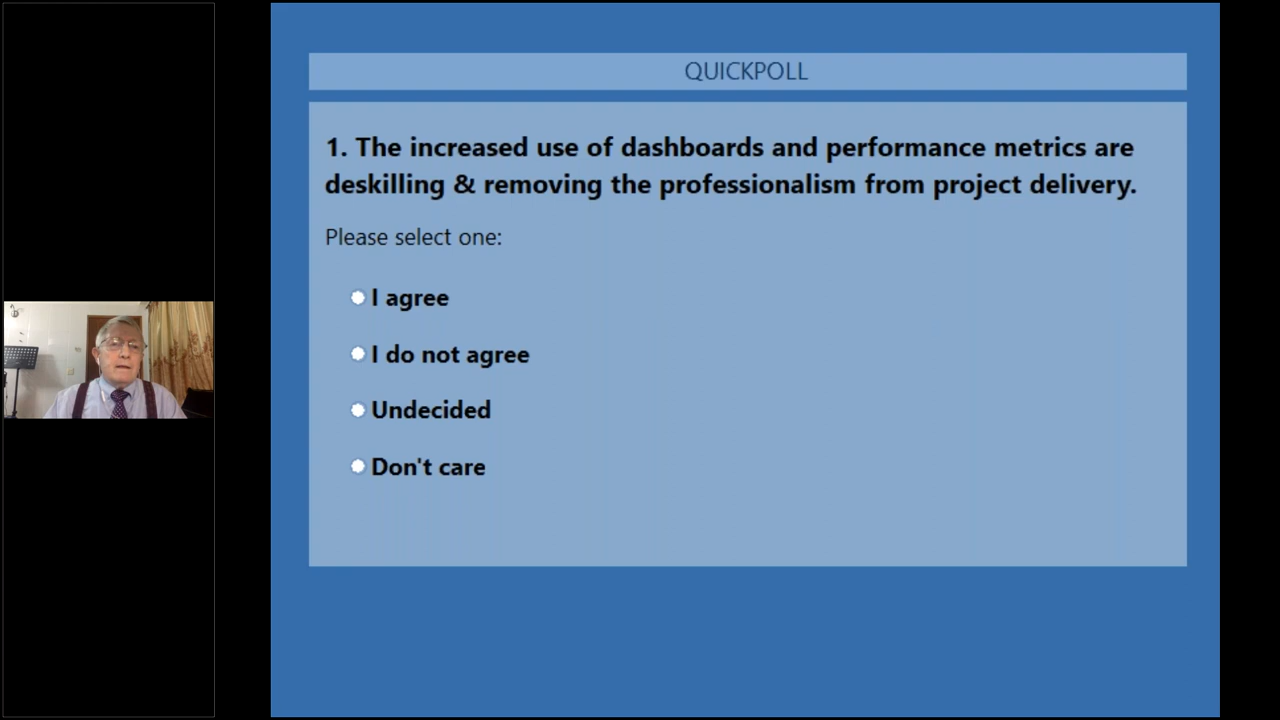 QUICKPOLL
1. The increased use of dashboards and performance metrics are
deskilling & removing the professionalism from project delivery.
Please select one:
I agree
I do not agree
Undecided
Don't care